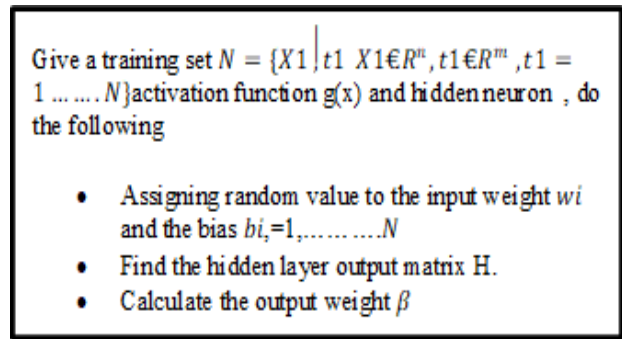 Give a training set N = {X1|t1 X1€Rⁿ, t1€Rᵐ ,t1 =
1 ... ... . N}activation function g(x) and hidden neuron , do
the following
• Assigning random value to the input weight wi
and the bias bi,=1,... ... ... .N
• Find the hidden layer output matrix H.
• Calculate the output weight β